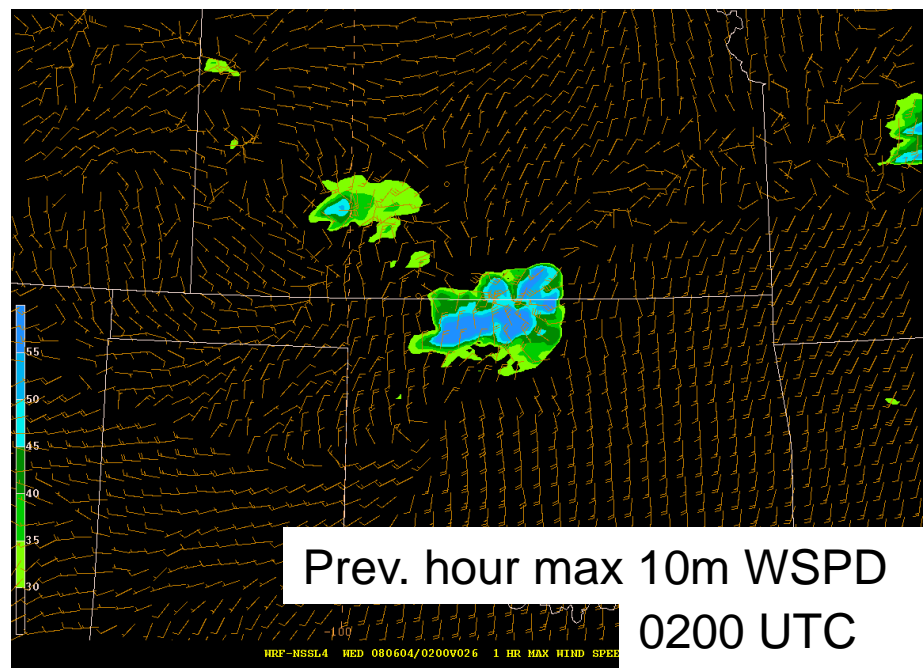 55
50
45
40
35
30
Prev. hour max 10m WSPD
0200 UTC
-100
WRF-NSSL4 WED 080604/0200V026 1 HR MAX WIND SPEE